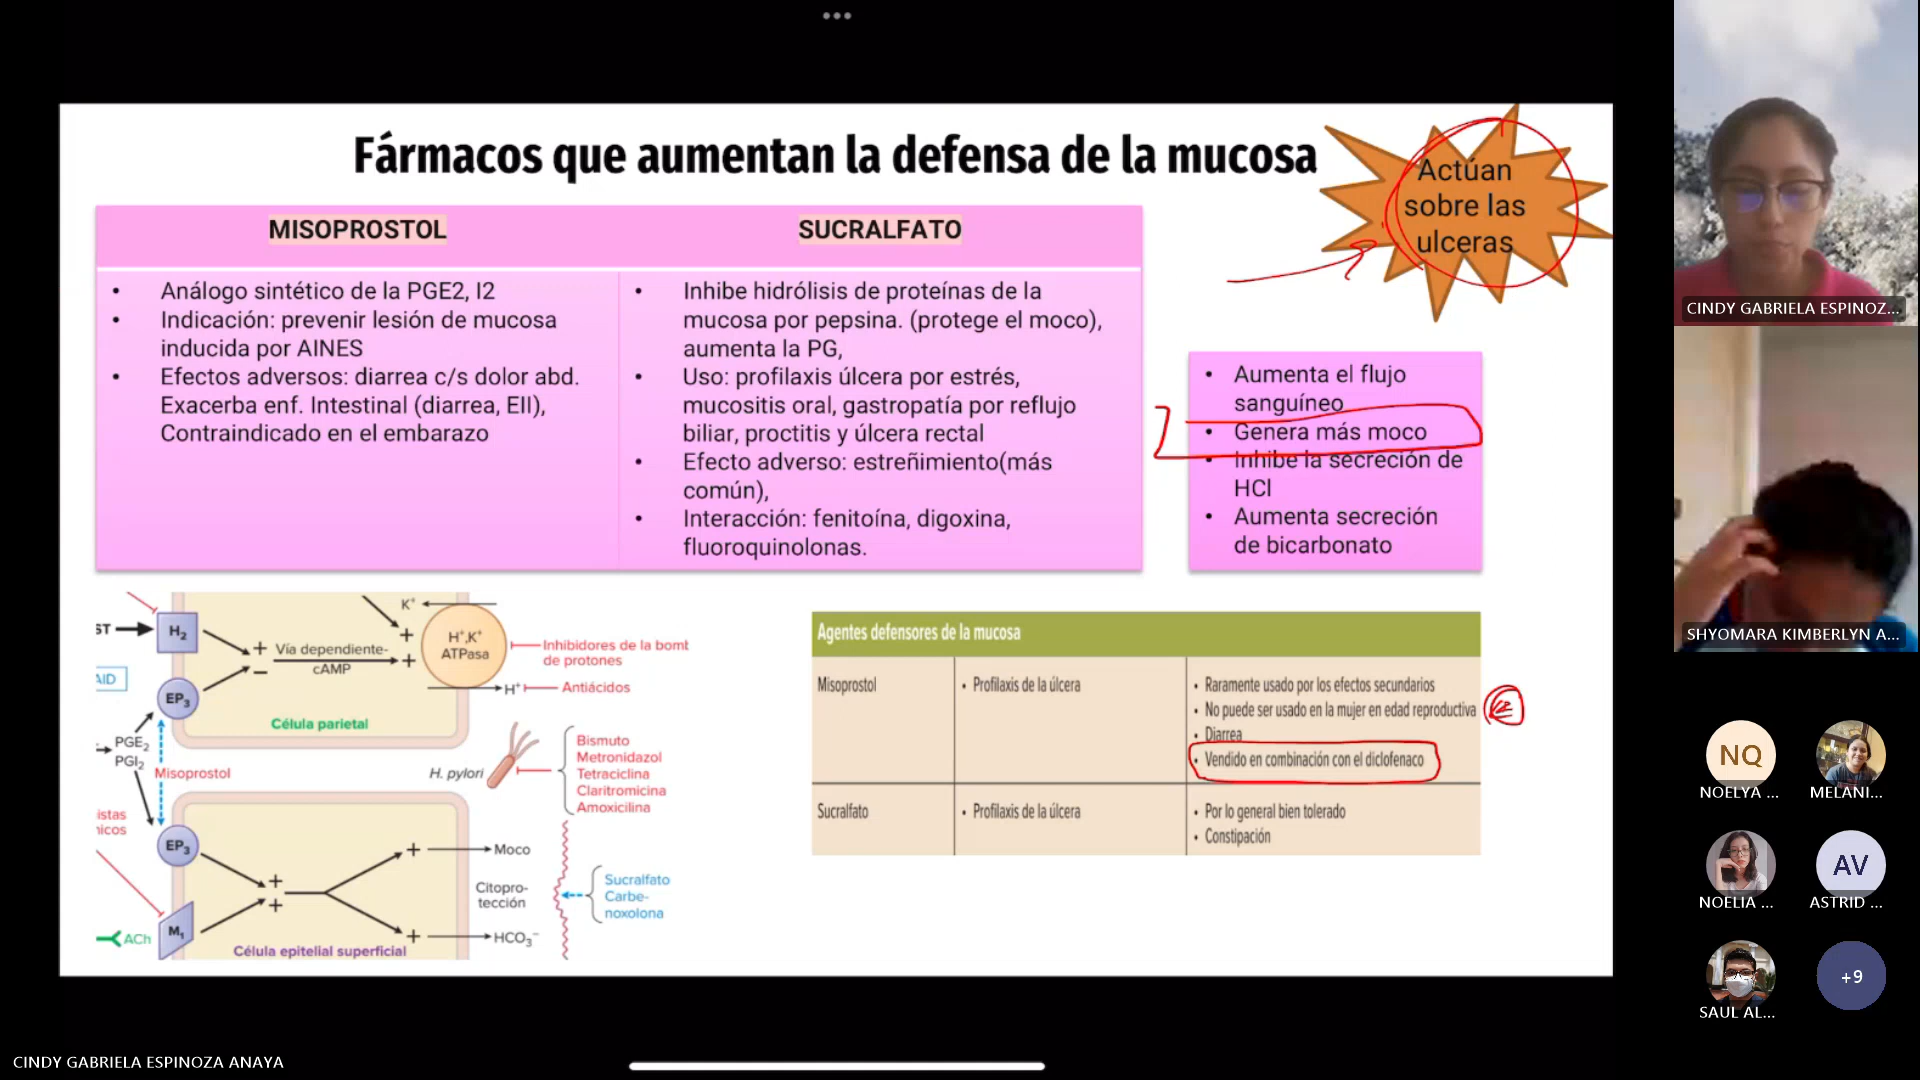 Fármacos que aumentan la defensa de la mucosa
Actúan
sobre las
ulceras
MISOPROSTOL
• Análogo sintético de la PGE2, I2
• Indicación: prevenir lesión de mucosa
inducida por AINES
• Efectos adversos: diarrea c/s dolor abd.
Exacerba enf. Intestinal (diarrea, EII),
Contraindicado en el embarazo
SUCRALFATO
• Inhibe hidrólisis de proteínas de la
mucosa por pepsina. (protege el moco),
aumenta la PG,
• Uso: profilaxis úlcera por estrés,
mucositis oral, gastropatía por reflujo
biliar, proctitis y úlcera rectal
• Efecto adverso: estreñimiento(más
común),
• Interacción: fenitoína, digoxina,
fluoroquinolonas.
• Aumenta el flujo
sanguíneo
• Genera más moco
• Inhibe la secreción de
HCl
• Aumenta secreción
de bicarbonato
ST
H2
AID
EP3
+
−
Vía dependiente-
cAMP
+
+
K+
H+,K+
ATPasa
H+
Inhibidores de la bomt
de protones
Antiácidos
Célula parietal
PGE2
PGI2
Misoprostol
H. pylori
Bismuto
Metronidazol
Tetraciclina
Claritromicina
Amoxicilina
istas
nicos
EP3
+
+
+
+
Moco
Citopro-
tección
HCO3−
Sucralfato
Carbe-
noxolona
ACh
M1
Célula epitelial superficial
Agentes defensores de la mucosa
Misoprostol
• Profilaxis de la úlcera
• Raramente usado por los efectos secundarios
• No puede ser usado en la mujer en edad reproductiva
• Diarrea
• Vendido en combinación con el diclofenaco
Sucralfato
• Profilaxis de la úlcera
• Por lo general bien tolerado
• Constipación
CINDY GABRIELA ESPINOZ...
SHYOMARA KIMBERLYN A...
NQ
NOELYA ...
MELANI...
NOELIA ...
AV
ASTRID ...
SAUL AL...
+9
CINDY GABRIELA ESPINOZA ANAYA